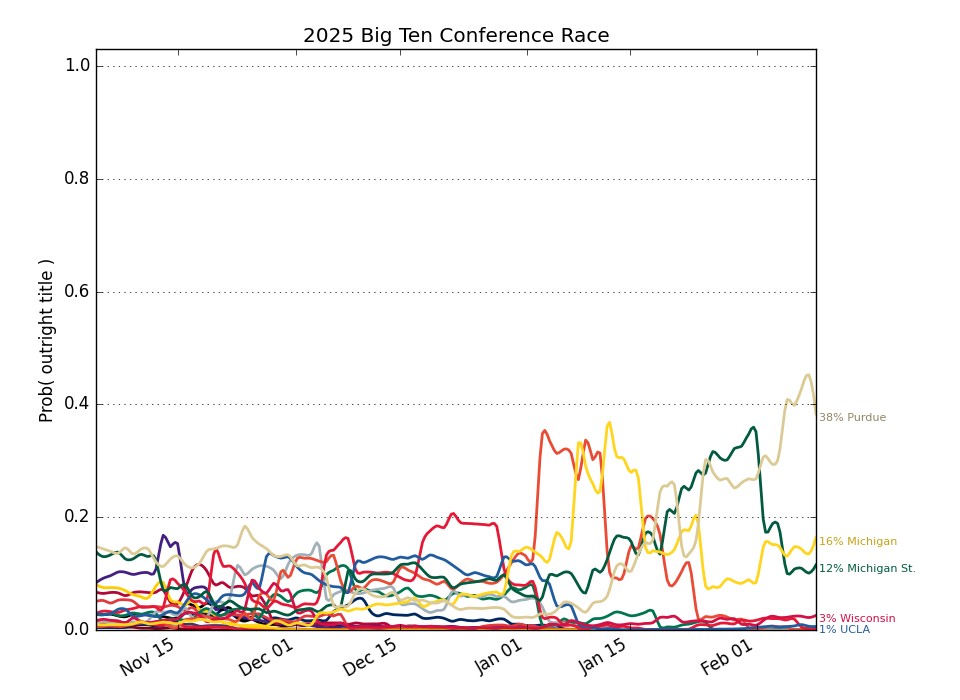 2025 Big Ten Conference Race
Prob( outright title )
1.0
0.8
0.6
0.4
0.2
0.0
38% Purdue
16% Michigan
12% Michigan St.
3% Wisconsin
1% UCLA
Nov 15
Dec 01
Dec 15
Jan 01
Jan 15
Feb 01